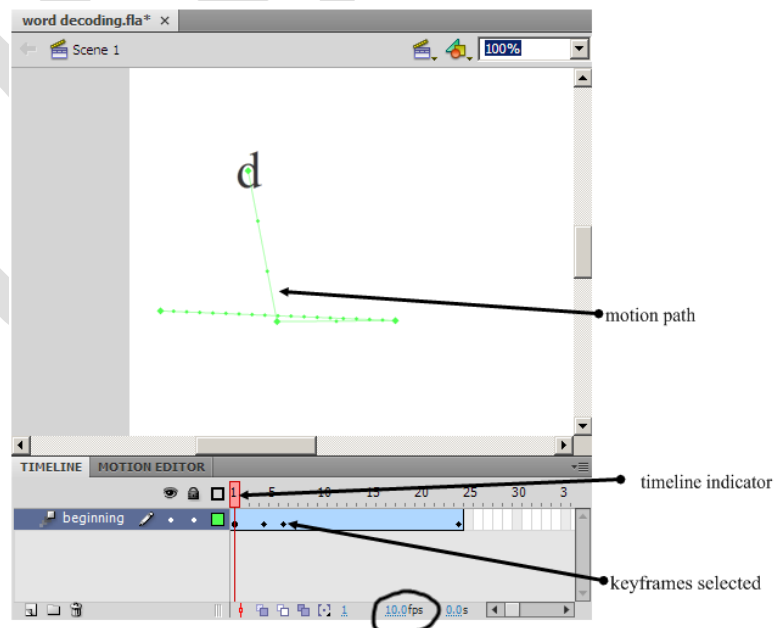 word decoding.fla* ×
Scene 1
100%
d
motion path
TIMELINE MOTION EDITOR
timeline indicator
1 5 10 15 20 25 30 3
beginning
keyframes selected
1 10.0fps 0.0s